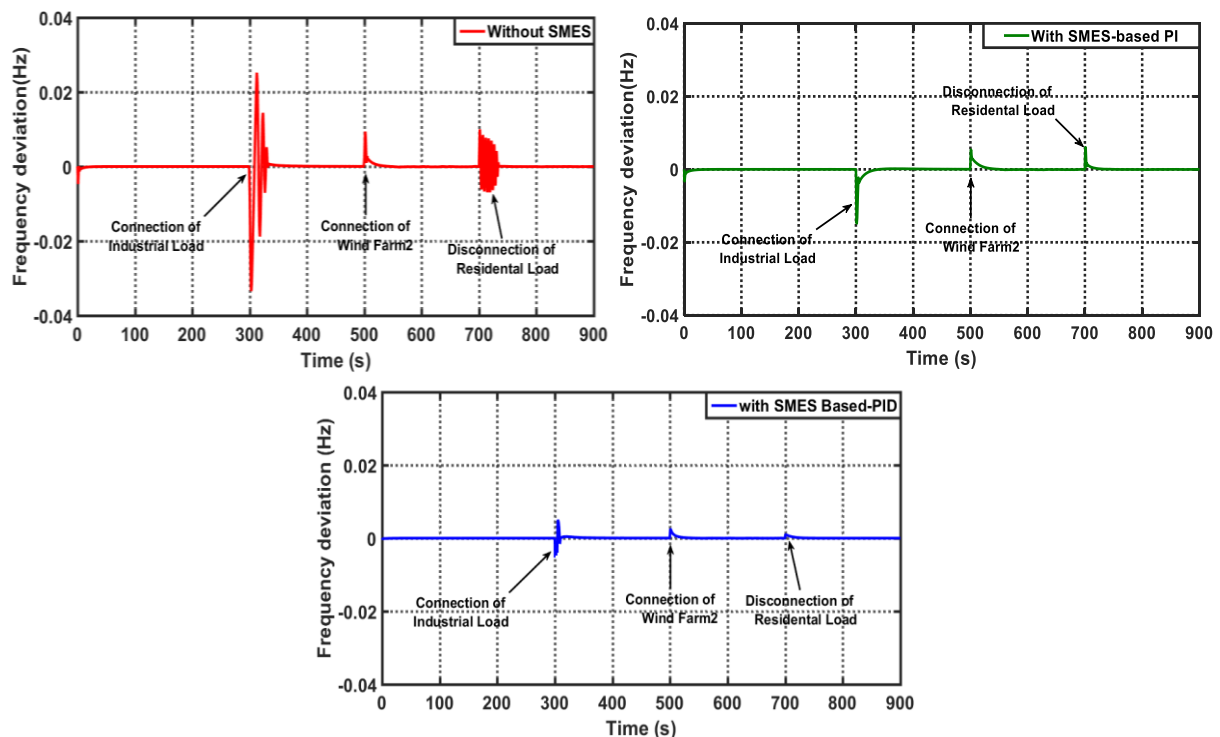 Frequency deviation(Hz)
0.04
0.02
0
-0.02
-0.04
Without SMES
Connection of
Industrial Load
Connection of
Wind Farm2
Disconnection of
Residental Load
0 100 200 300 400 500 600 700 800 900
Time (s)
Frequency deviation(Hz)
0.04
0.02
0
-0.02
-0.04
With SMES-based PI
Disconnection of
Residental Load
Connection of
Industrial Load
Connection of
Wind Farm2
0 100 200 300 400 500 600 700 800 900
Time (s)
Frequency deviation (Hz)
0.04
0.02
0
-0.02
-0.04
with SMES Based-PID
Connection of
Industrial Load
Connection of
Wind Farm2
Disconnection of
Residental Load
0 100 200 300 400 500 600 700 800 900
Time (s)